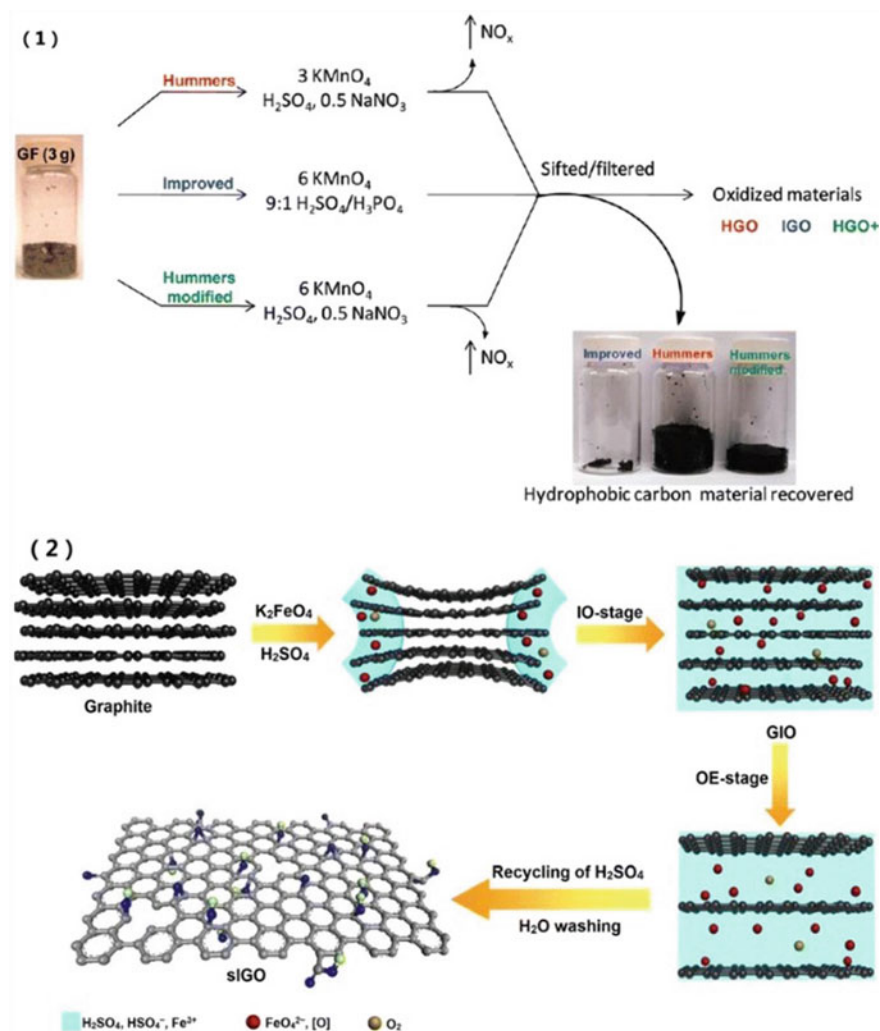 (1)
NOₓ
Hummers
3 KMnO₄
H₂SO₄, 0.5 NaNO₃
GF (3 g)
Improved
6 KMnO₄
9:1 H₂SO₄/H₃PO₄
Sifted/filtered
Oxidized materials
HGO IGO HGO+
Hummers
modified
6 KMnO₄
H₂SO₄, 0.5 NaNO₃
NOₓ
Improved Hummers Hummers
modified
Hydrophobic carbon material recovered
(2)
K₂FeO₄
H₂SO₄
IO-stage
Graphite
GIO
OE-stage
Recycling of H₂SO₄
H₂O washing
slGO
H₂SO₄, HSO₄⁻, Fe³⁺ FeO₄²⁻, [O] O₂